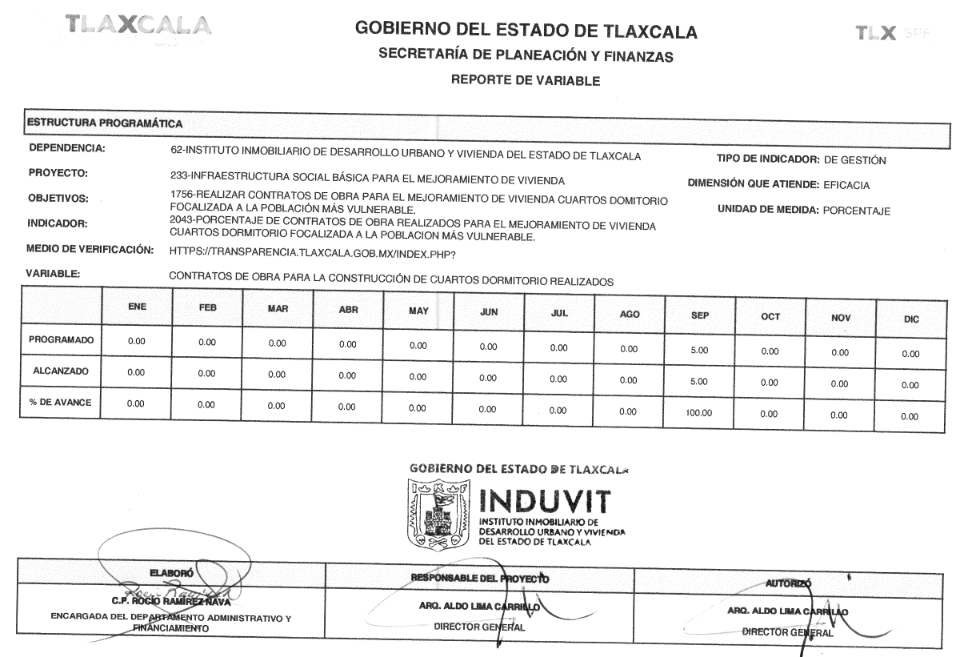 TLAXCALA
GOBIERNO DEL ESTADO DE TLAXCALA
TLX SPF
SECRETARÍA DE PLANEACIÓN Y FINANZAS
REPORTE DE VARIABLE
ESTRUCTURA PROGRAMÁTICA
DEPENDENCIA: 62-INSTITUTO INMOBILIARIO DE DESARROLLO URBANO Y VIVIENDA DEL ESTADO DE TLAXCALA TIPO DE INDICADOR: DE GESTIÓN
PROYECTO: 233-INFRAESTRUCTURA SOCIAL BÁSICA PARA EL MEJORAMIENTO DE VIVIENDA DIMENSIÓN QUE ATIENDE: EFICACIA
OBJETIVOS: 1756-REALIZAR CONTRATOS DE OBRA PARA EL MEJORAMIENTO DE VIVIENDA CUARTOS DOMITORIO UNIDAD DE MEDIDA: PORCENTAJE
FOCALIZADA A LA POBLACIÓN MÁS VULNERABLE.
INDICADOR: 2043-PORCENTAJE DE CONTRATOS DE OBRA REALIZADOS PARA EL MEJORAMIENTO DE VIVIENDA
CUARTOS DORMITORIO FOCALIZADA A LA POBLACION MÁS VULNERABLE.
MEDIO DE VERIFICACIÓN: HTTPS://TRANSPARENCIA.TLAXCALA.GOB.MX/INDEX.PHP?
VARIABLE: CONTRATOS DE OBRA PARA LA CONSTRUCCIÓN DE CUARTOS DORMITORIO REALIZADOS
ENE FEB MAR ABR MAY JUN JUL AGO SEP OCT NOV DIC
PROGRAMADO 0.00 0.00 0.00 0.00 0.00 0.00 0.00 0.00 5.00 0.00 0.00 0.00
ALCANZADO 0.00 0.00 0.00 0.00 0.00 0.00 0.00 0.00 5.00 0.00 0.00 0.00
% DE AVANCE 0.00 0.00 0.00 0.00 0.00 0.00 0.00 0.00 100.00 0.00 0.00 0.00
GOBIERNO DEL ESTADO DE TLAXCALA
INDUVIT
INSTITUTO INMOBILIARIO DE
DESARROLLO URBANO Y VIVIENDA
DEL ESTADO DE TLAXCALA
ELABORÓ RESPONSABLE DEL PROYECTO AUTORIZÓ
C.P. ROCIO RAMÍREZ NAVA ARQ. ALDO LIMA CARRILLO ARQ. ALDO LIMA CARRILLO
ENCARGADA DEL DEPARTAMENTO ADMINISTRATIVO Y DIRECTOR GENERAL DIRECTOR GENERAL
FINANCIAMIENTO